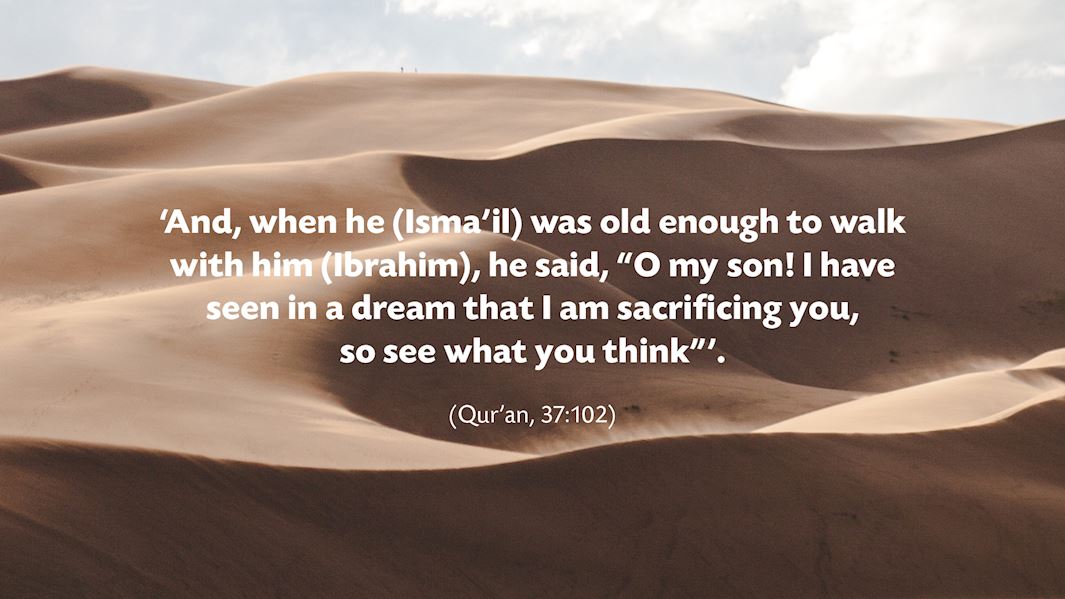 ‘And, when he (Isma’il) was old enough to walk
with him (Ibrahim), he said, “O my son! I have
seen in a dream that I am sacrificing you,
so see what you think”’.
(Qur’an, 37:102)